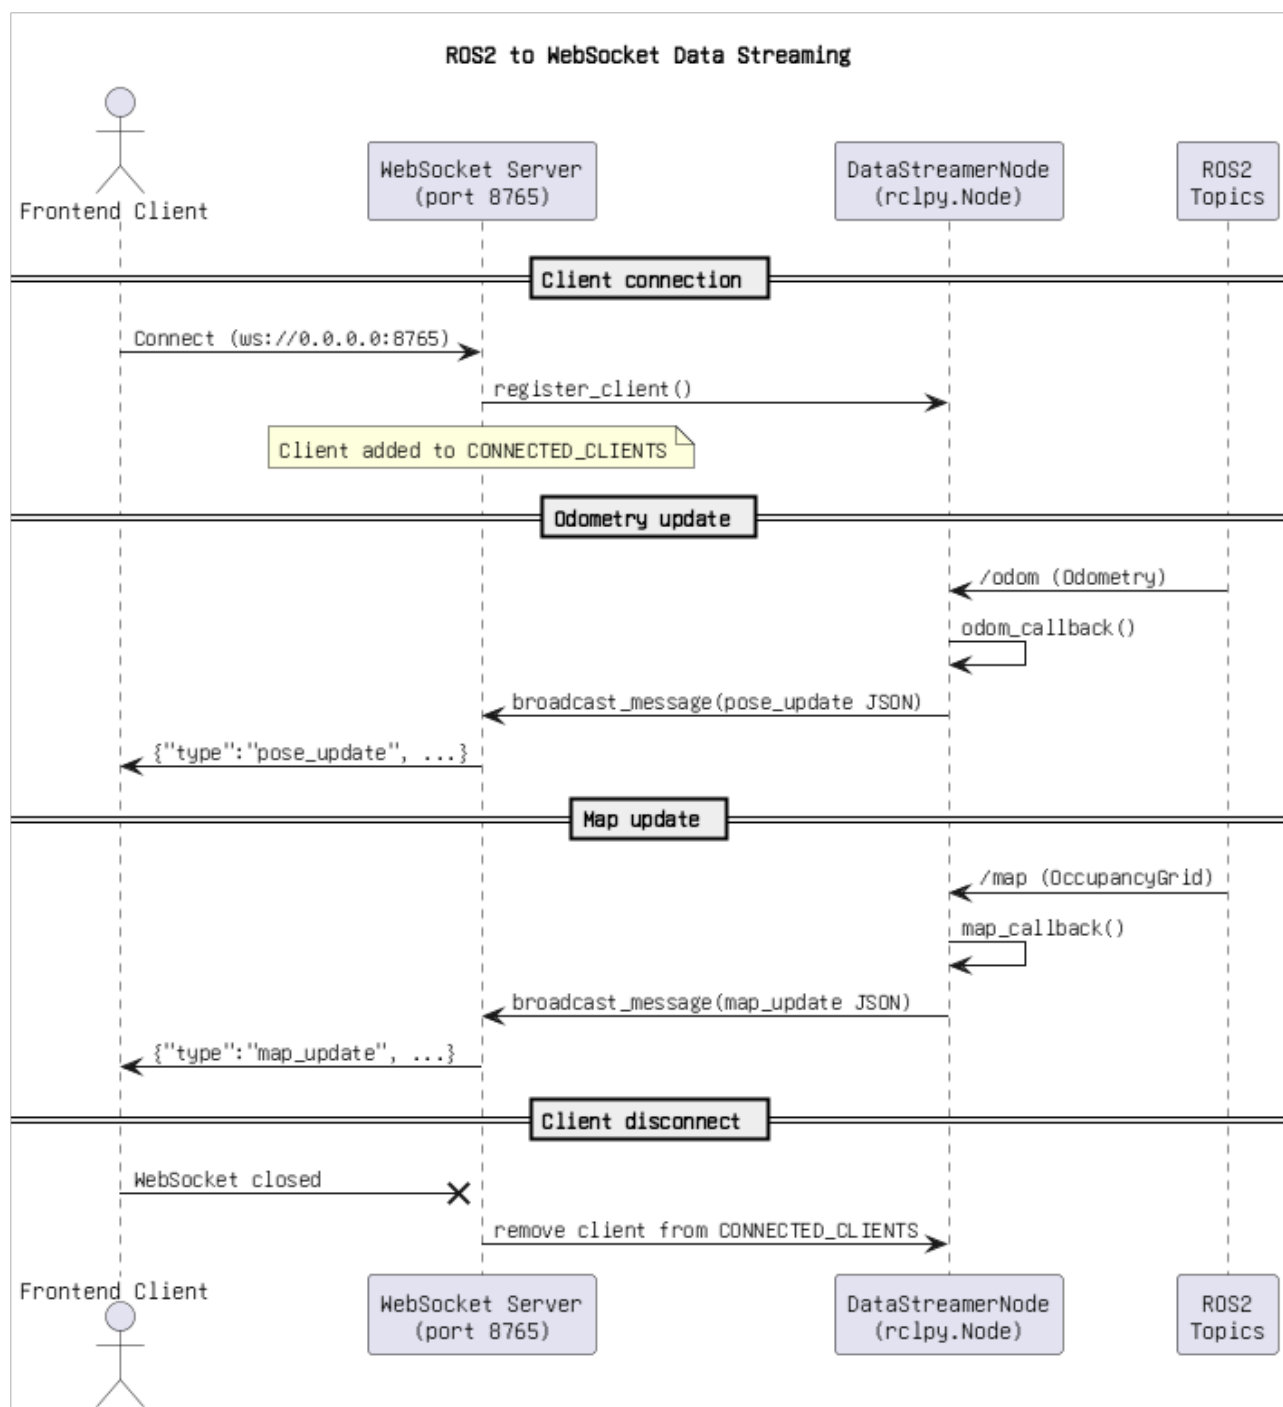 ROS2 to WebSocket Data Streaming
Frontend Client
WebSocket Server
(port 8765)
DataStreamerNode
(rclpy.Node)
ROS2
Topics
Client connection
Connect (ws://0.0.0.0:8765)
register_client()
Client added to CONNECTED_CLIENTS
Odometry update
/odom (Odometry)
odom_callback()
broadcast_message(pose_update JSON)
{"type":"pose_update", ...}
Map update
/map (OccupancyGrid)
map_callback()
broadcast_message(map_update JSON)
{"type":"map_update", ...}
Client disconnect
WebSocket closed
remove client from CONNECTED_CLIENTS
Frontend Client
WebSocket Server
(port 8765)
DataStreamerNode
(rclpy.Node)
ROS2
Topics